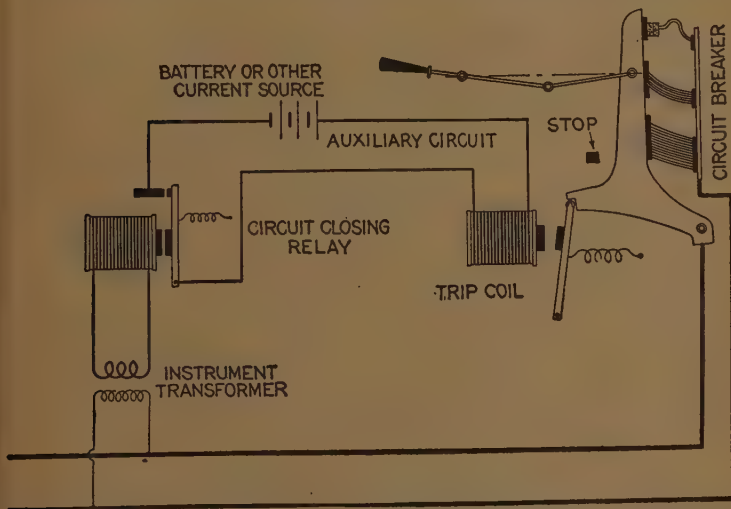 BATTERY OR OTHER
CURRENT SOURCE
AUXILIARY CIRCUIT
STOP
CIRCUIT BREAKER
CIRCUIT CLOSING
RELAY
TRIP COIL
INSTRUMENT
TRANSFORMER